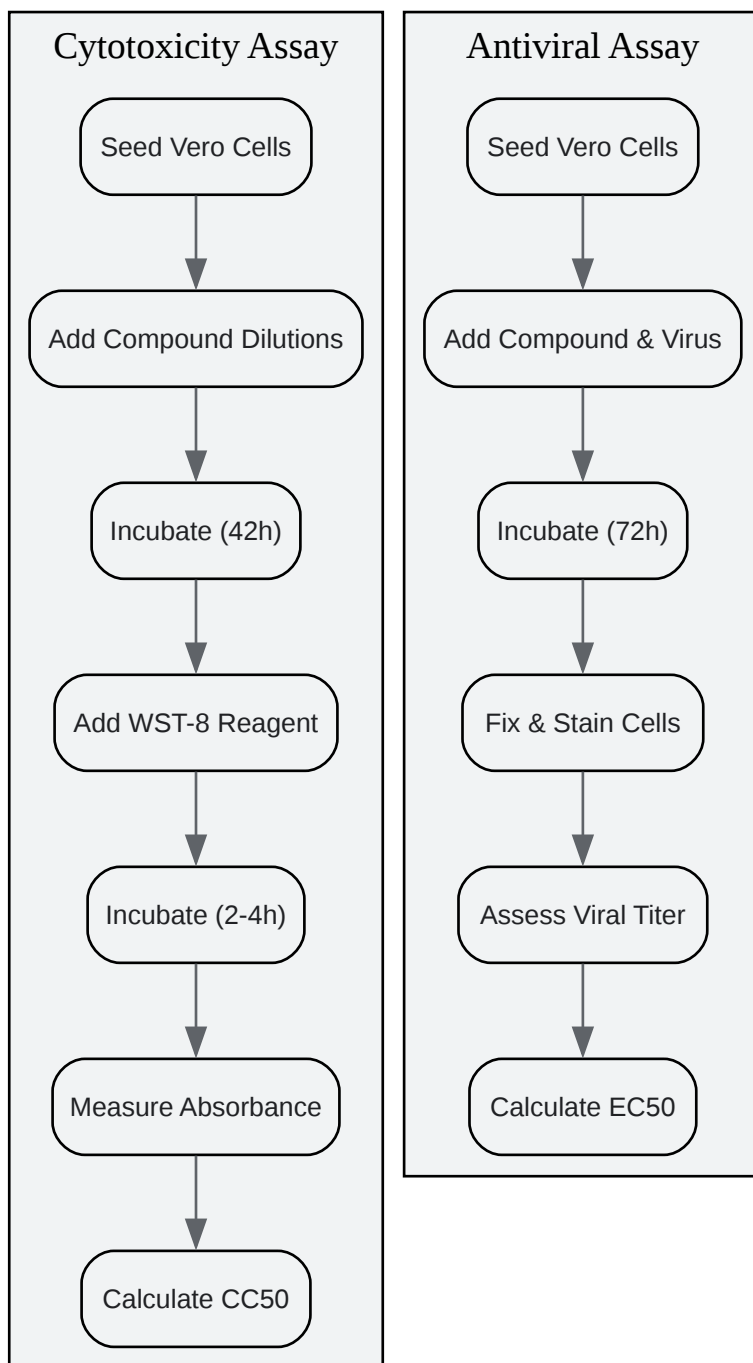 Cytotoxicity Assay
Seed Vero Cells
Add Compound Dilutions
Incubate (42h)
Add WST-8 Reagent
Incubate (2-4h)
Measure Absorbance
Calculate CC50
Antiviral Assay
Seed Vero Cells
Add Compound & Virus
Incubate (72h)
Fix & Stain Cells
Assess Viral Titer
Calculate EC50